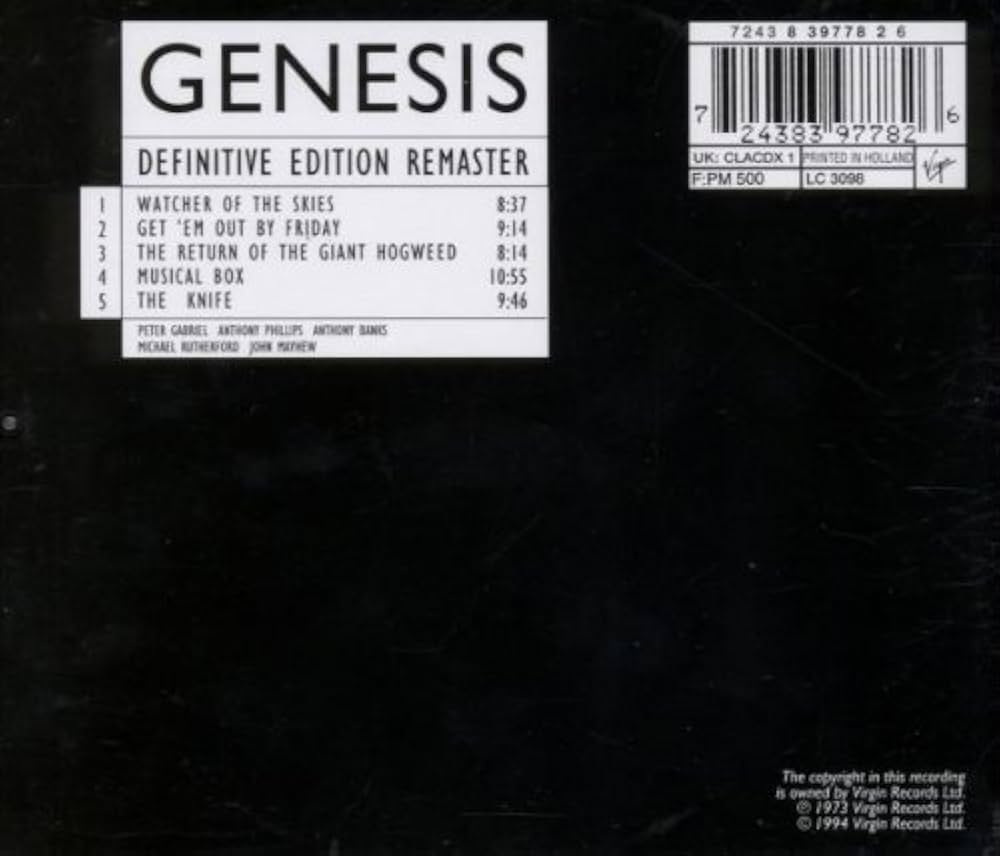 GENESIS
DEFINITIVE EDITION REMASTER
1 WATCHER OF THE SKIES 8:37
2 GET 'EM OUT BY FRIDAY 9:14
3 THE RETURN OF THE GIANT HOGWEED 8:14
4 MUSICAL BOX 10:55
5 THE KNIFE 9:46
PETER GABRIEL ANTHONY PHILLIPS ANTHONY BANKS
MICHAEL RUTHERFORD JOHN MAYHEW
7243 8 39778 2 6
7 24383 97782 6
UK: CLACDX 1 PRINTED IN HOLLAND
Virgin
F:PM 500 LC 3098
The copyright in this recording
is owned by Virgin Records Ltd.
℗ 1973 Virgin Records Ltd.
© 1994 Virgin Records Ltd.